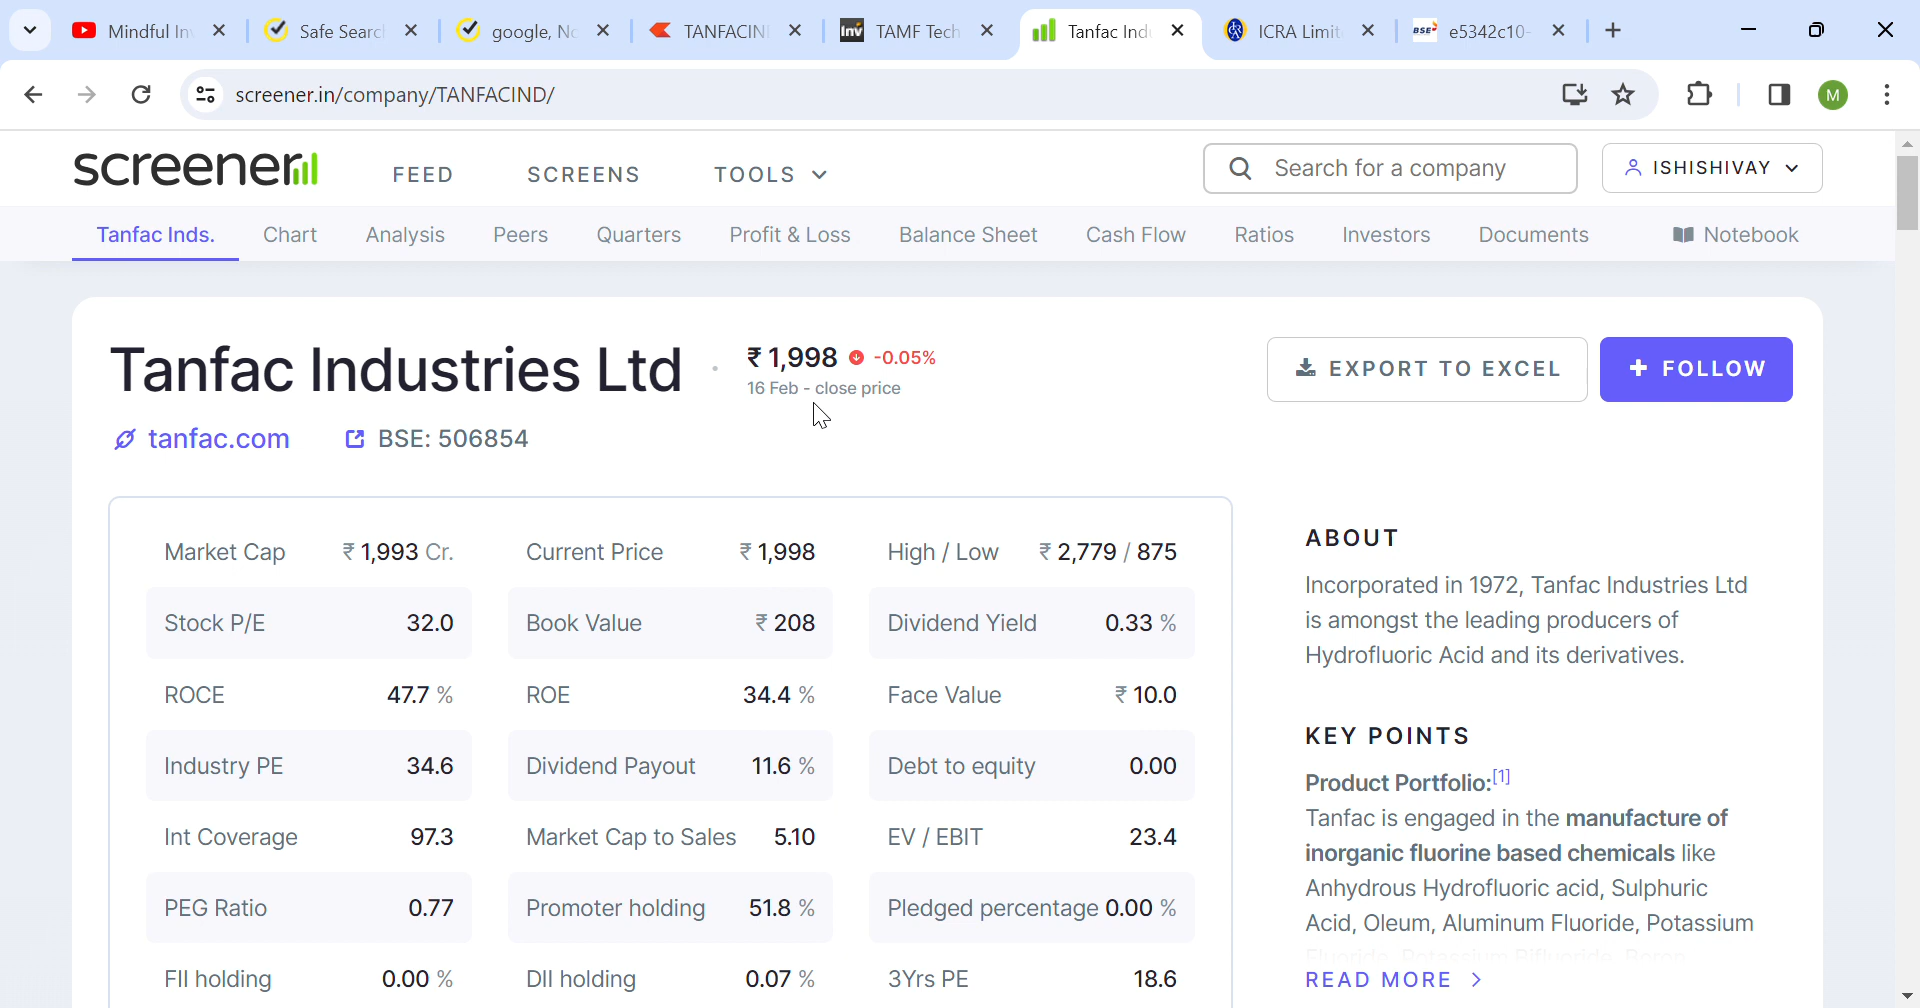 Mindful In
Safe Searc
google, No
TANFACIN
TAMF Tech
Tanfac Indu
ICRA Limit
e5342c10-
screener.in/company/TANFACIND/
M
screener
FEED
SCREENS
TOOLS
Search for a company
ISHISHIVAY
Tanfac Inds.
Chart
Analysis
Peers
Quarters
Profit & Loss
Balance Sheet
Cash Flow
Ratios
Investors
Documents
Notebook
Tanfac Industries Ltd
₹ 1,998 -0.05%
16 Feb - close price
EXPORT TO EXCEL
+ FOLLOW
tanfac.com
BSE: 506854
Market Cap ₹ 1,993 Cr.
Current Price ₹ 1,998
High / Low ₹ 2,779 / 875
Stock P/E 32.0
Book Value ₹ 208
Dividend Yield 0.33 %
ROCE 47.7 %
ROE 34.4 %
Face Value ₹ 10.0
Industry PE 34.6
Dividend Payout 11.6 %
Debt to equity 0.00
Int Coverage 97.3
Market Cap to Sales 5.10
EV / EBIT 23.4
PEG Ratio 0.77
Promoter holding 51.8 %
Pledged percentage 0.00 %
FII holding 0.00 %
DII holding 0.07 %
3Yrs PE 18.6
ABOUT
Incorporated in 1972, Tanfac Industries Ltd
is amongst the leading producers of
Hydrofluoric Acid and its derivatives.
KEY POINTS
Product Portfolio:[1]
Tanfac is engaged in the manufacture of
inorganic fluorine based chemicals like
Anhydrous Hydrofluoric acid, Sulphuric
Acid, Oleum, Aluminum Fluoride, Potassium
READ MORE >